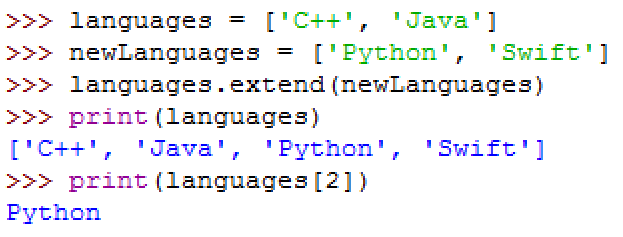 >>> languages = ['C++', 'Java']
>>> newLanguages = ['Python', 'Swift']
>>> languages.extend(newLanguages)
>>> print(languages)
['C++', 'Java', 'Python', 'Swift']
>>> print(languages[2])
Python